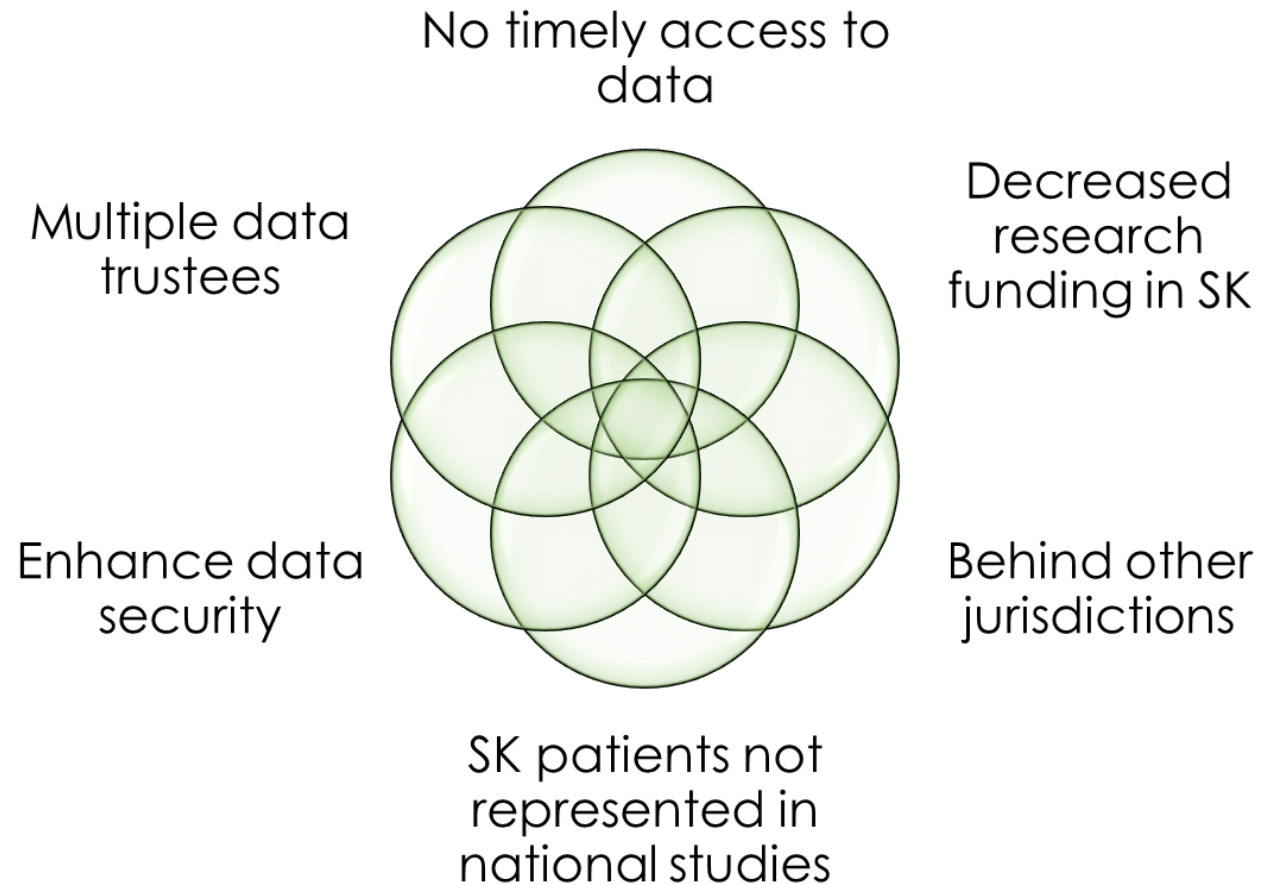 No timely access to
data
Decreased
research
funding in SK
Behind other
jurisdictions
SK patients not
represented in
national studies
Enhance data
security
Multiple data
trustees